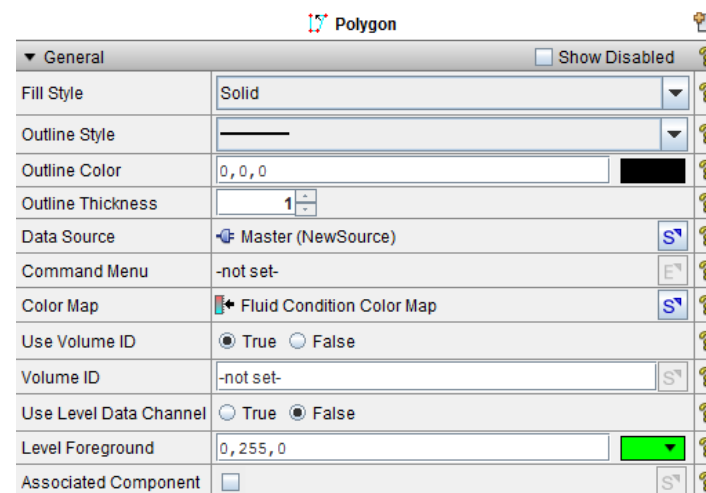 Polygon
General Show Disabled
Fill Style Solid
Outline Style
Outline Color 0,0,0
Outline Thickness 1
Data Source Master (NewSource) S
Command Menu -not set- E
Color Map Fluid Condition Color Map S
Use Volume ID True False
Volume ID -not set- S
Use Level Data Channel True False
Level Foreground 0,255,0
Associated Component S